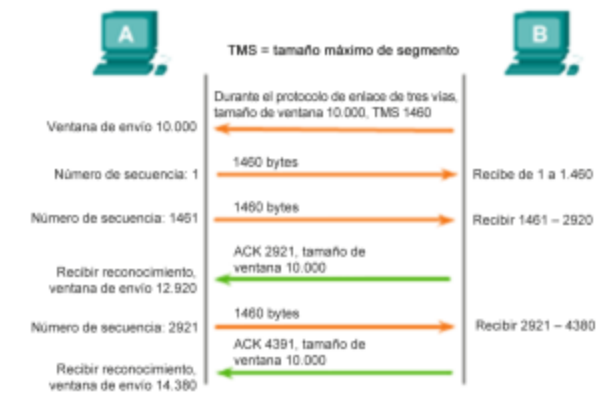 A
B
TMS = tamaño máximo de segmento
Durante el protocolo de enlace de tres vías,
tamaño de ventana 10.000, TMS 1460
Ventana de envío 10.000
1460 bytes
Número de secuencia: 1
Recibe de 1 a 1.460
1460 bytes
Número de secuencia: 1461
Recibir 1461 – 2920
ACK 2921, tamaño de
ventana 10.000
Recibir reconocimiento,
ventana de envío 12.920
1460 bytes
Número de secuencia: 2921
Recibir 2921 – 4380
ACK 4391, tamaño de
ventana 10.000
Recibir reconocimiento,
ventana de envío 14.380